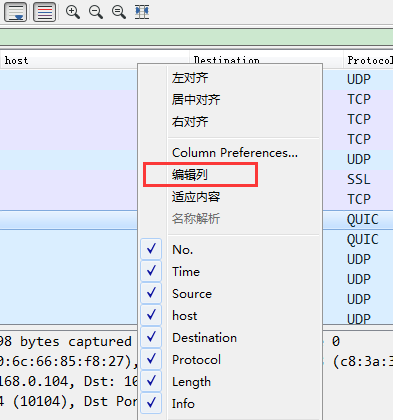 host Destination Protoco
左对齐 UDP
居中对齐 TCP
右对齐 TCP
TCP
Column Preferences... UDP
编辑列 SSL
适应内容 TCP
名称解析 QUIC
QUIC
No. UDP
Time UDP
Source UDP
host UDP
98 bytes captured 0
Destination
0:6c:66:85:f8:27), (c8:3a:3
Protocol
168.0.104, Dst: 10
Length
4 (10104), Dst Por
Info